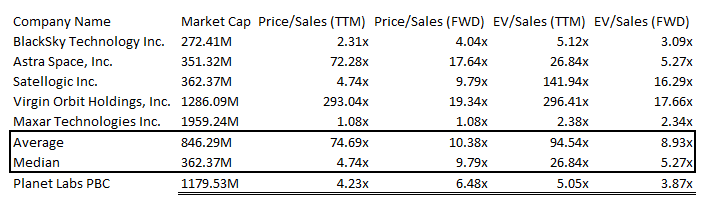 Company Name Market Cap Price/Sales (TTM) Price/Sales (FWD) EV/Sales (TTM) EV/Sales (FWD)
BlackSky Technology Inc. 272.41M 2.31x 4.04x 5.12x 3.09x
Astra Space, Inc. 351.32M 72.28x 17.64x 26.84x 5.27x
Satellogic Inc. 362.37M 4.74x 9.79x 141.94x 16.29x
Virgin Orbit Holdings, Inc. 1286.09M 293.04x 19.34x 296.41x 17.66x
Maxar Technologies Inc. 1959.24M 1.08x 1.08x 2.38x 2.34x
Average 846.29M 74.69x 10.38x 94.54x 8.93x
Median 362.37M 4.74x 9.79x 26.84x 5.27x
Planet Labs PBC 1179.53M 4.23x 6.48x 5.05x 3.87x